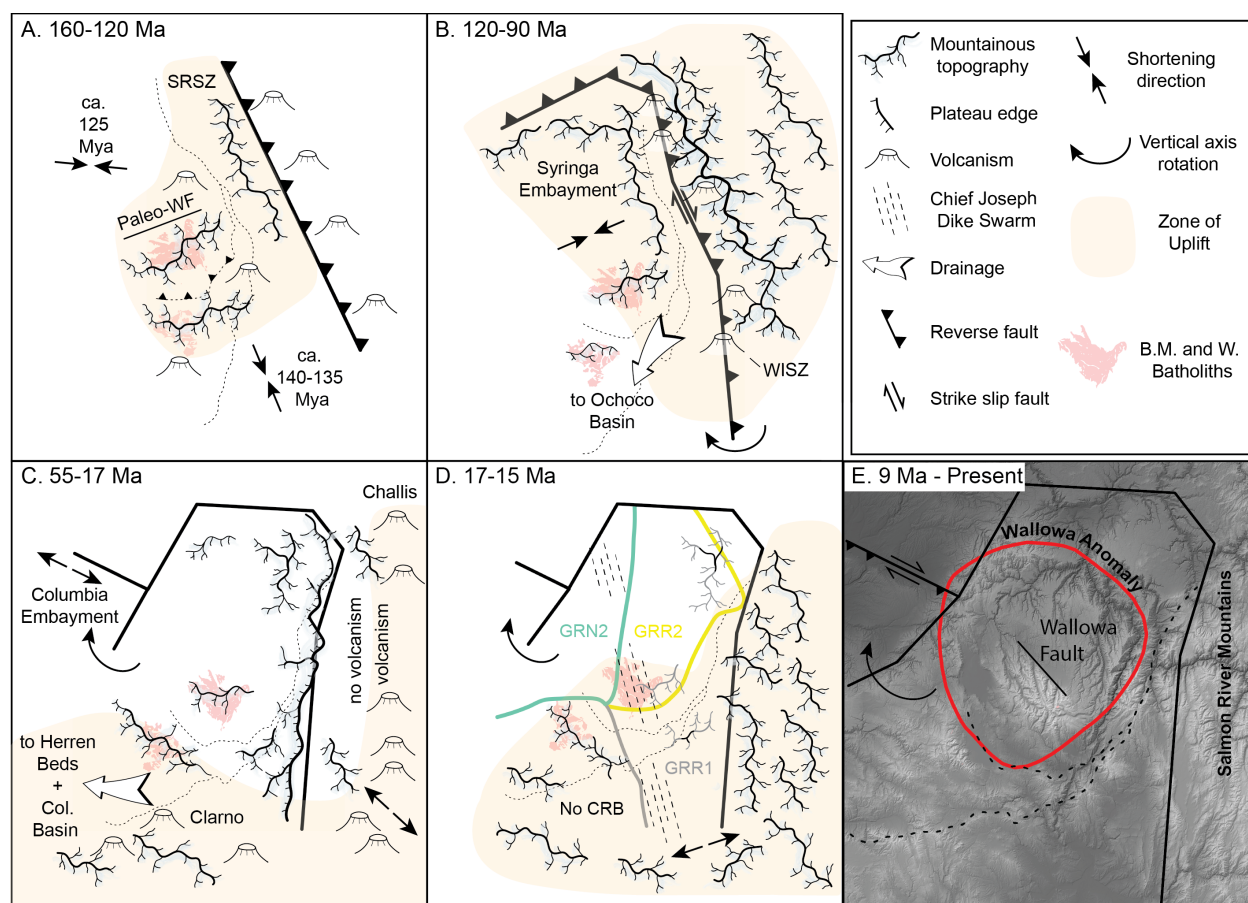 A. 160-120 Ma
SRSZ
ca.
125
Mya
Paleo-WF
ca.
140-135
Mya
B. 120-90 Ma
Syringa
Embayment
WISZ
to Ochoco
Basin
Mountainous
topography
Plateau edge
Volcanism
Chief Joseph
Dike Swarm
Drainage
Reverse fault
Strike slip fault
Shortening
direction
Vertical axis
rotation
Zone of
Uplift
B.M. and W.
Batholiths
C. 55-17 Ma
Challis
Columbia
Embayment
no volcanism
volcanism
to Herren
Beds
+
Col.
Basin
Clarno
D. 17-15 Ma
GRN2
GRR2
GRR1
No CRB
E. 9 Ma - Present
Wallowa Anomaly
Wallowa
Fault
Salmon River Mountains